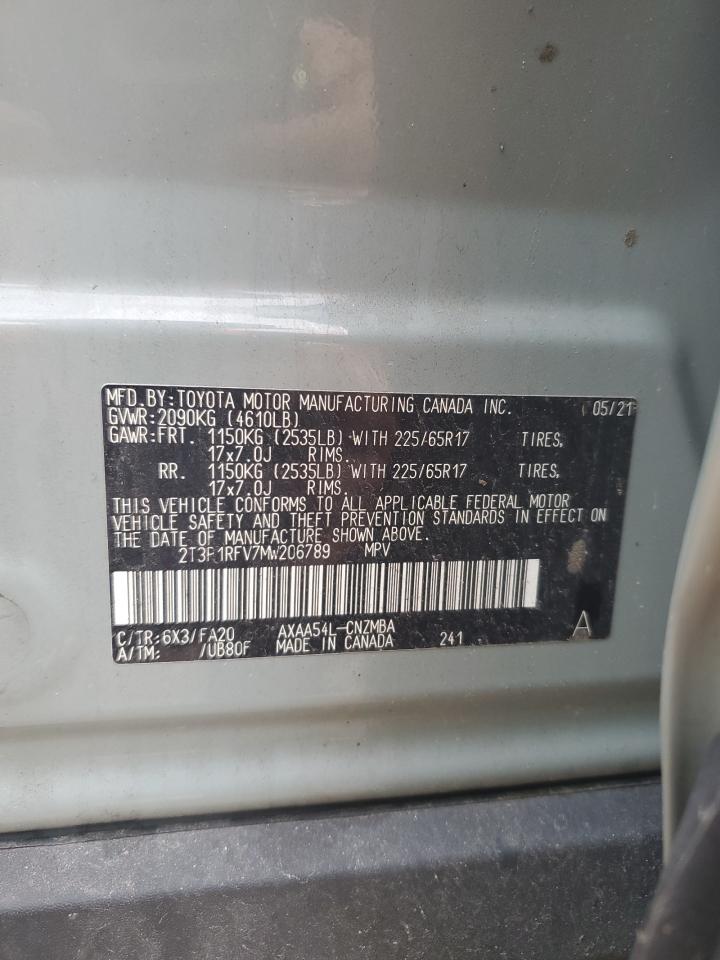 MFD.BY:TOYOTA MOTOR MANUFACTURING CANADA INC. 05/21
GVWR:2090KG (4610LB)
GAWR:FRT. 1150KG (2535LB) WITH 225/65R17 TIRES,
17x7.0J RIMS.
RR. 1150KG (2535LB) WITH 225/65R17 TIRES,
17x7.0J RIMS.
THIS VEHICLE CONFORMS TO ALL APPLICABLE FEDERAL MOTOR
VEHICLE SAFETY AND THEFT PREVENTION STANDARDS IN EFFECT ON
THE DATE OF MANUFACTURE SHOWN ABOVE.
MPV
C/TR:6X3/FA20 AXAA54L-CNZMBA A
A/TM: /UB80F MADE IN CANADA 241